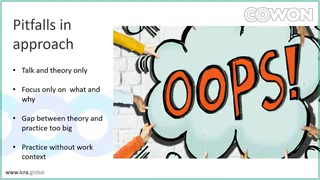 COWON
Pitfalls in
approach
Talk and theory only
Focus only on what and
why
Gap between theory and
practice too big
Practice without work
context
OOPS!
www.icra.global